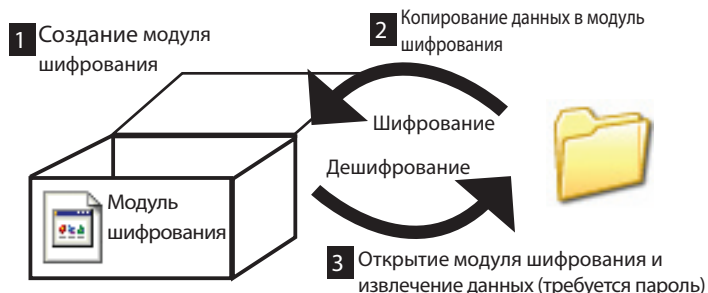 1 Создание модуля
шифрования
2 Копирование данных в модуль
шифрования
Шифрование
Дешифрование
Модуль
шифрования
3 Открытие модуля шифрования и
извлечение данных (требуется пароль)